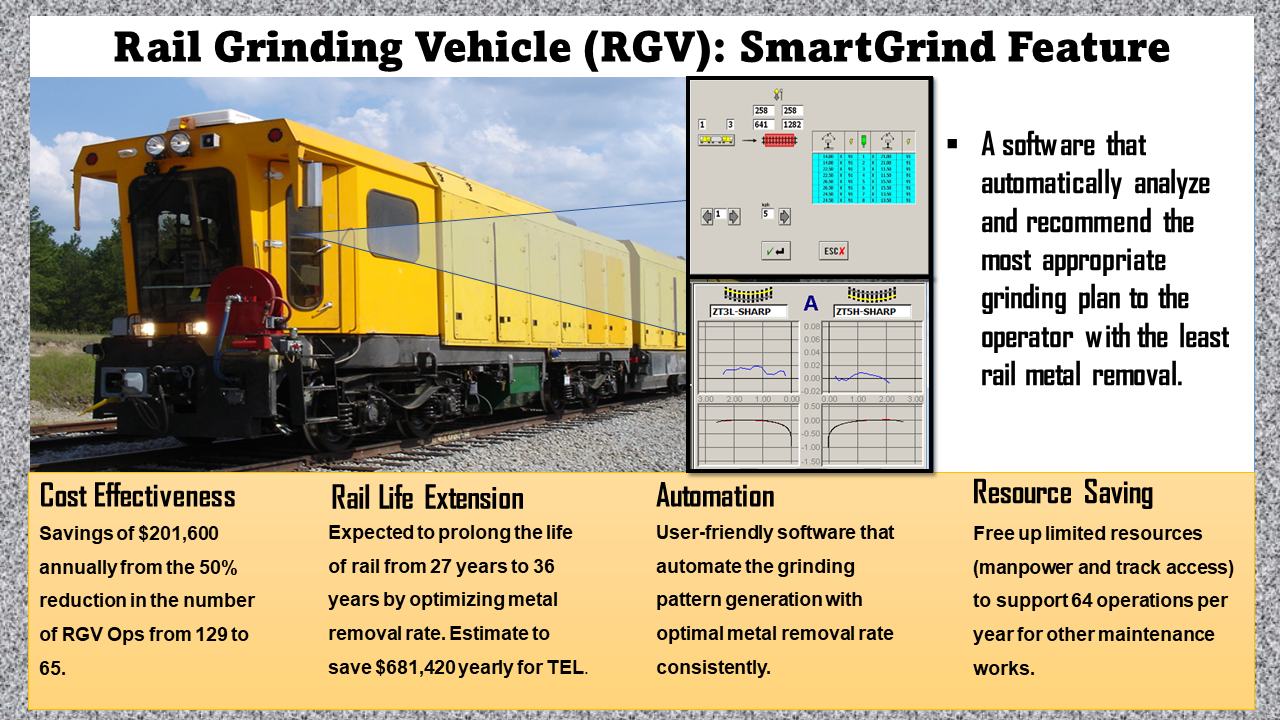 Rail Grinding Vehicle (RGV): SmartGrind Feature
258 258
1 3 641 1282
1 kph 5
ESC
A
ZT3L-SHARP ZT5H-SHARP
0.08
0.06
0.04
0.02
0.00
-0.02
3.00 2.00 1.00 0.00 0.00 1.00 2.00 3.00
0.50
0.00
-0.50
-1.00
-1.50
▪ A software that
automatically analyze
and recommend the
most appropriate
grinding plan to the
operator with the least
rail metal removal.
Cost Effectiveness
Savings of $201,600
annually from the 50%
reduction in the number
of RGV Ops from 129 to
65.
Rail Life Extension
Expected to prolong the life
of rail from 27 years to 36
years by optimizing metal
removal rate. Estimate to
save $681,420 yearly for TEL.
Automation
User-friendly software that
automate the grinding
pattern generation with
optimal metal removal rate
consistently.
Resource Saving
Free up limited resources
(manpower and track access)
to support 64 operations per
year for other maintenance
works.